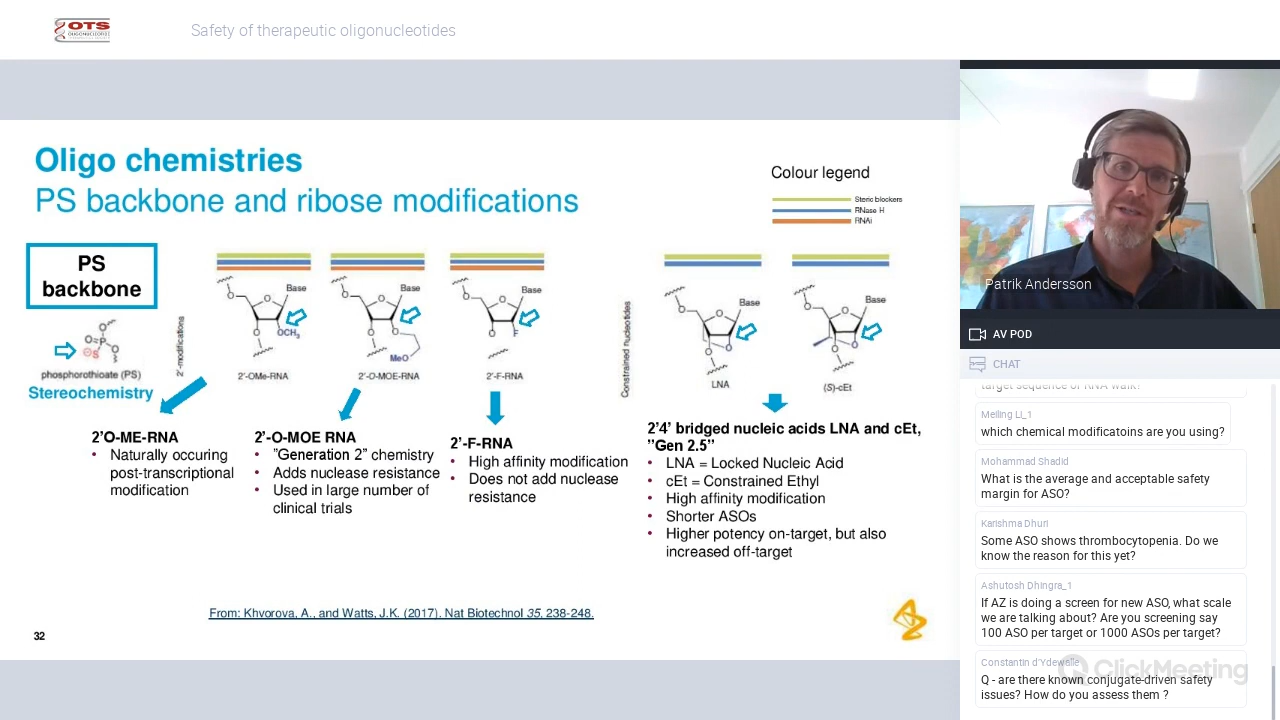 OTS
OLIGONUCLEOTIDE
Safety of therapeutic oligonucleotides
Oligo chemistries
PS backbone and ribose modifications
Colour legend
Steric blockers
RNase H
RNAi
PS
backbone
phosphorothioate (PS)
Stereochemistry
2'-modifications
O
Base
O
O
OCH3
2'-OMe-RNA
O
Base
O
O
O
MeO
2'-O-MOE-RNA
O
Base
O
O
F
2'-F-RNA
Constrained nucleotides
O
Base
O
O
O
LNA
O
Base
O
O
O
(S)-cEt
O
O
P
O
S
2'O-ME-RNA
• Naturally occuring
post-transcriptional
modification
2'-O-MOE RNA
• "Generation 2" chemistry
• Adds nuclease resistance
• Used in large number of
clinical trials
2'-F-RNA
• High affinity modification
• Does not add nuclease
resistance
2'4' bridged nucleic acids LNA and cEt,
"Gen 2.5"
• LNA = Locked Nucleic Acid
• cEt = Constrained Ethyl
• High affinity modification
• Shorter ASOs
• Higher potency on-target, but also
increased off-target
From: Khvorova, A., and Watts, J.K. (2017). Nat Biotechnol 35, 238-248.
32
Patrik Andersson
AV POD
CHAT
target sequence of RNA walk?
Meiling Li_1
which chemical modificatoins are you using?
Mohammad Shadid
What is the average and acceptable safety
margin for ASO?
Karishma Dhuri
Some ASO shows thrombocytopenia. Do we
know the reason for this yet?
Ashutosh Dhingra_1
If AZ is doing a screen for new ASO, what scale
we are talking about? Are you screening say
100 ASO per target or 1000 ASOs per target?
Constantin d'Ydewalle
Q - are there known conjugate-driven safety
issues? How do you assess them ?
ClickMeeting